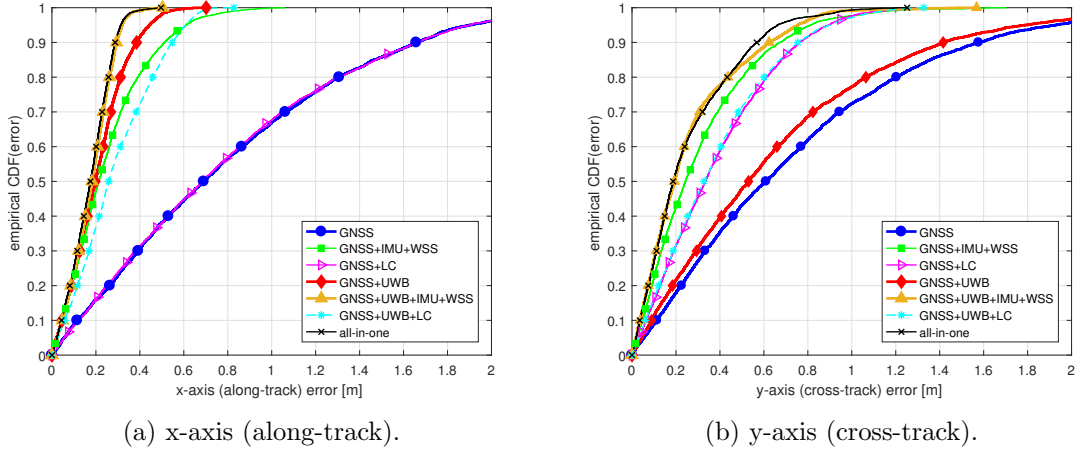 1
0.9
0.8
0.7
0.6
0.5
0.4
0.3
0.2
0.1
0
empirical CDF(error)
GNSS
GNSS+IMU+WSS
GNSS+LC
GNSS+UWB
GNSS+UWB+IMU+WSS
GNSS+UWB+LC
all-in-one
0 0.2 0.4 0.6 0.8 1 1.2 1.4 1.6 1.8 2
x-axis (along-track) error [m]
(a) x-axis (along-track).
1
0.9
0.8
0.7
0.6
0.5
0.4
0.3
0.2
0.1
0
empirical CDF(error)
GNSS
GNSS+IMU+WSS
GNSS+LC
GNSS+UWB
GNSS+UWB+IMU+WSS
GNSS+UWB+LC
all-in-one
0 0.2 0.4 0.6 0.8 1 1.2 1.4 1.6 1.8 2
y-axis (cross-track) error [m]
(b) y-axis (cross-track).